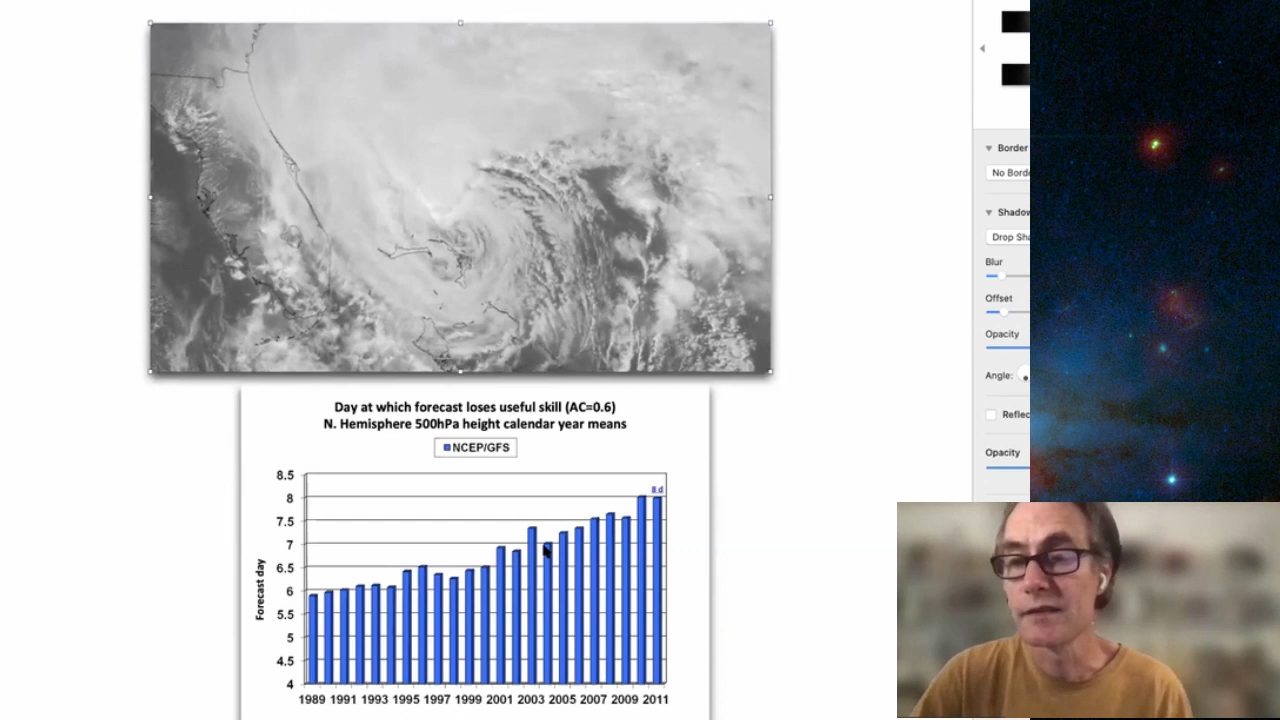 Border
No Bord
Shadow
Drop Sha
Blur
Offset
Opacity
Angle:
Reflec
Opacity
Day at which forecast loses useful skill (AC=0.6)
N. Hemisphere 500hPa height calendar year means
NCEP/GFS
8.5
8
7.5
7
6.5
6
5.5
5
4.5
4
8 d
Forecast day
1989 1991 1993 1995 1997 1999 2001 2003 2005 2007 2009 2011